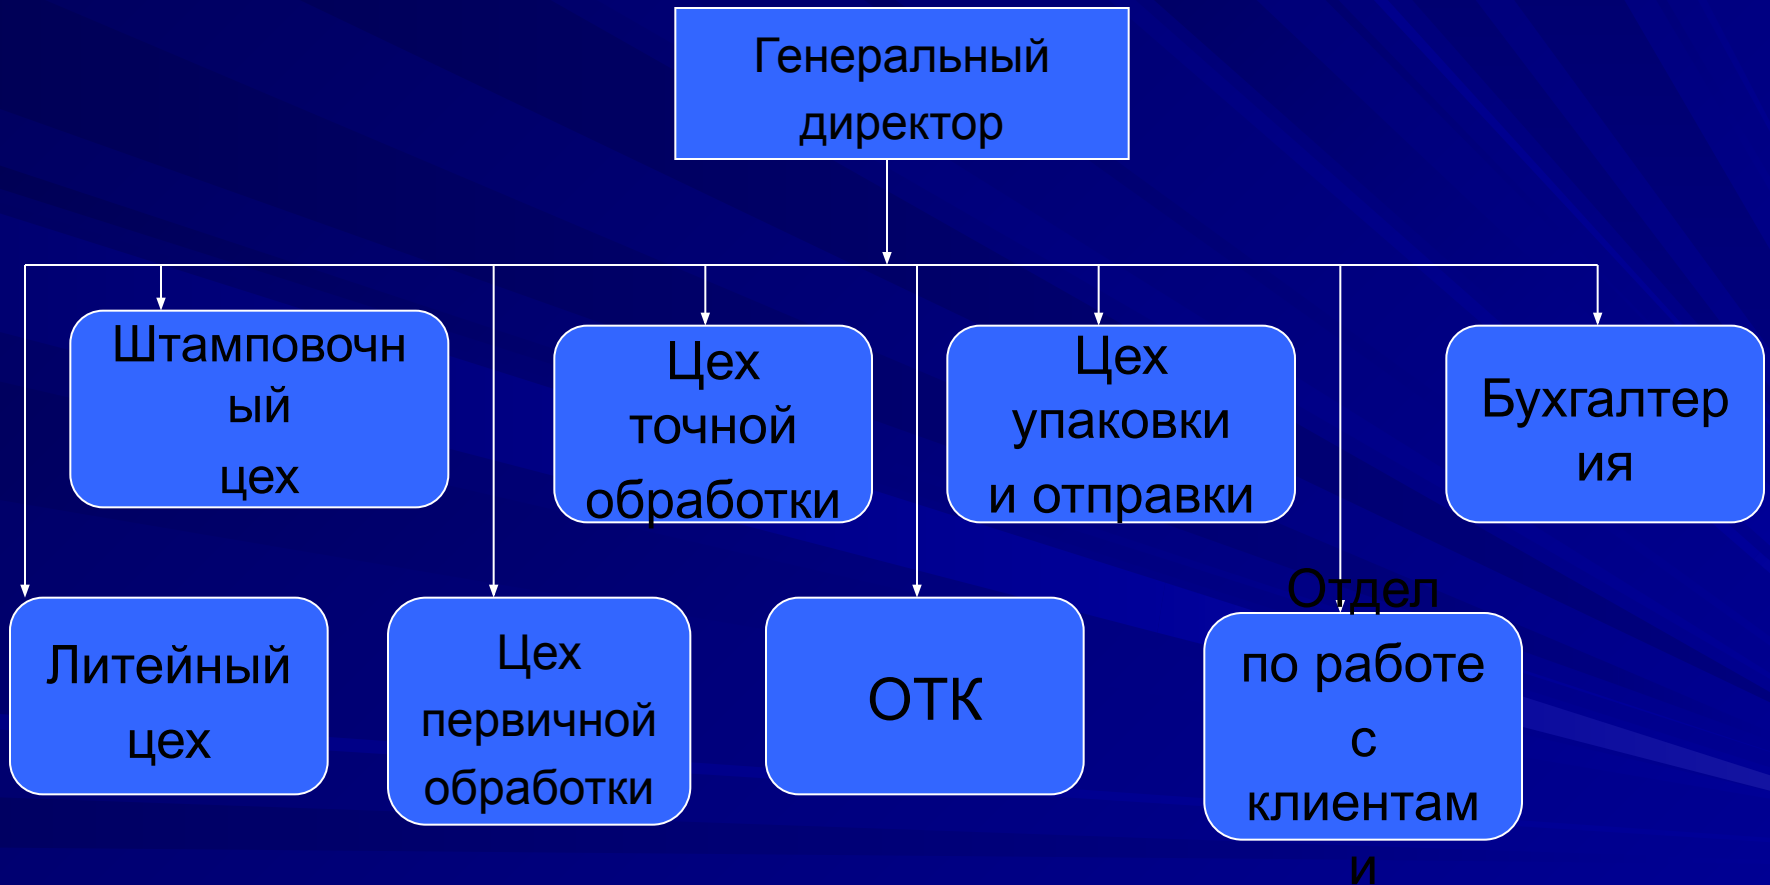 Генеральный
директор
Штамповочн
ый
цех
Цех
точной
обработки
Цех
упаковки
и отправки
Бухгалтер
ия
Литейный
цех
Цех
первичной
обработки
ОТК
Отдел
по работе
с
клиентам
и